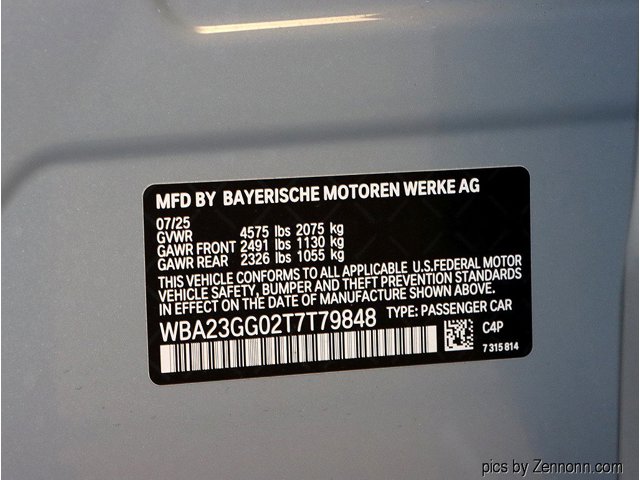 MFD BY BAYERISCHE MOTOREN WERKE AG
07/25
GVWR 4575 lbs 2075 kg
GAWR FRONT 2491 lbs 1130 kg
GAWR REAR 2326 lbs 1055 kg
THIS VEHICLE CONFORMS TO ALL APPLICABLE U.S.FEDERAL MOTOR
VEHICLE SAFETY, BUMPER AND THEFT PREVENTION STANDARDS
IN EFFECT ON THE DATE OF MANUFACTURE SHOWN ABOVE.
WBA23GG02T7T79848 TYPE: PASSENGER CAR
C4P
7 315 814
pics by Zennonn.com